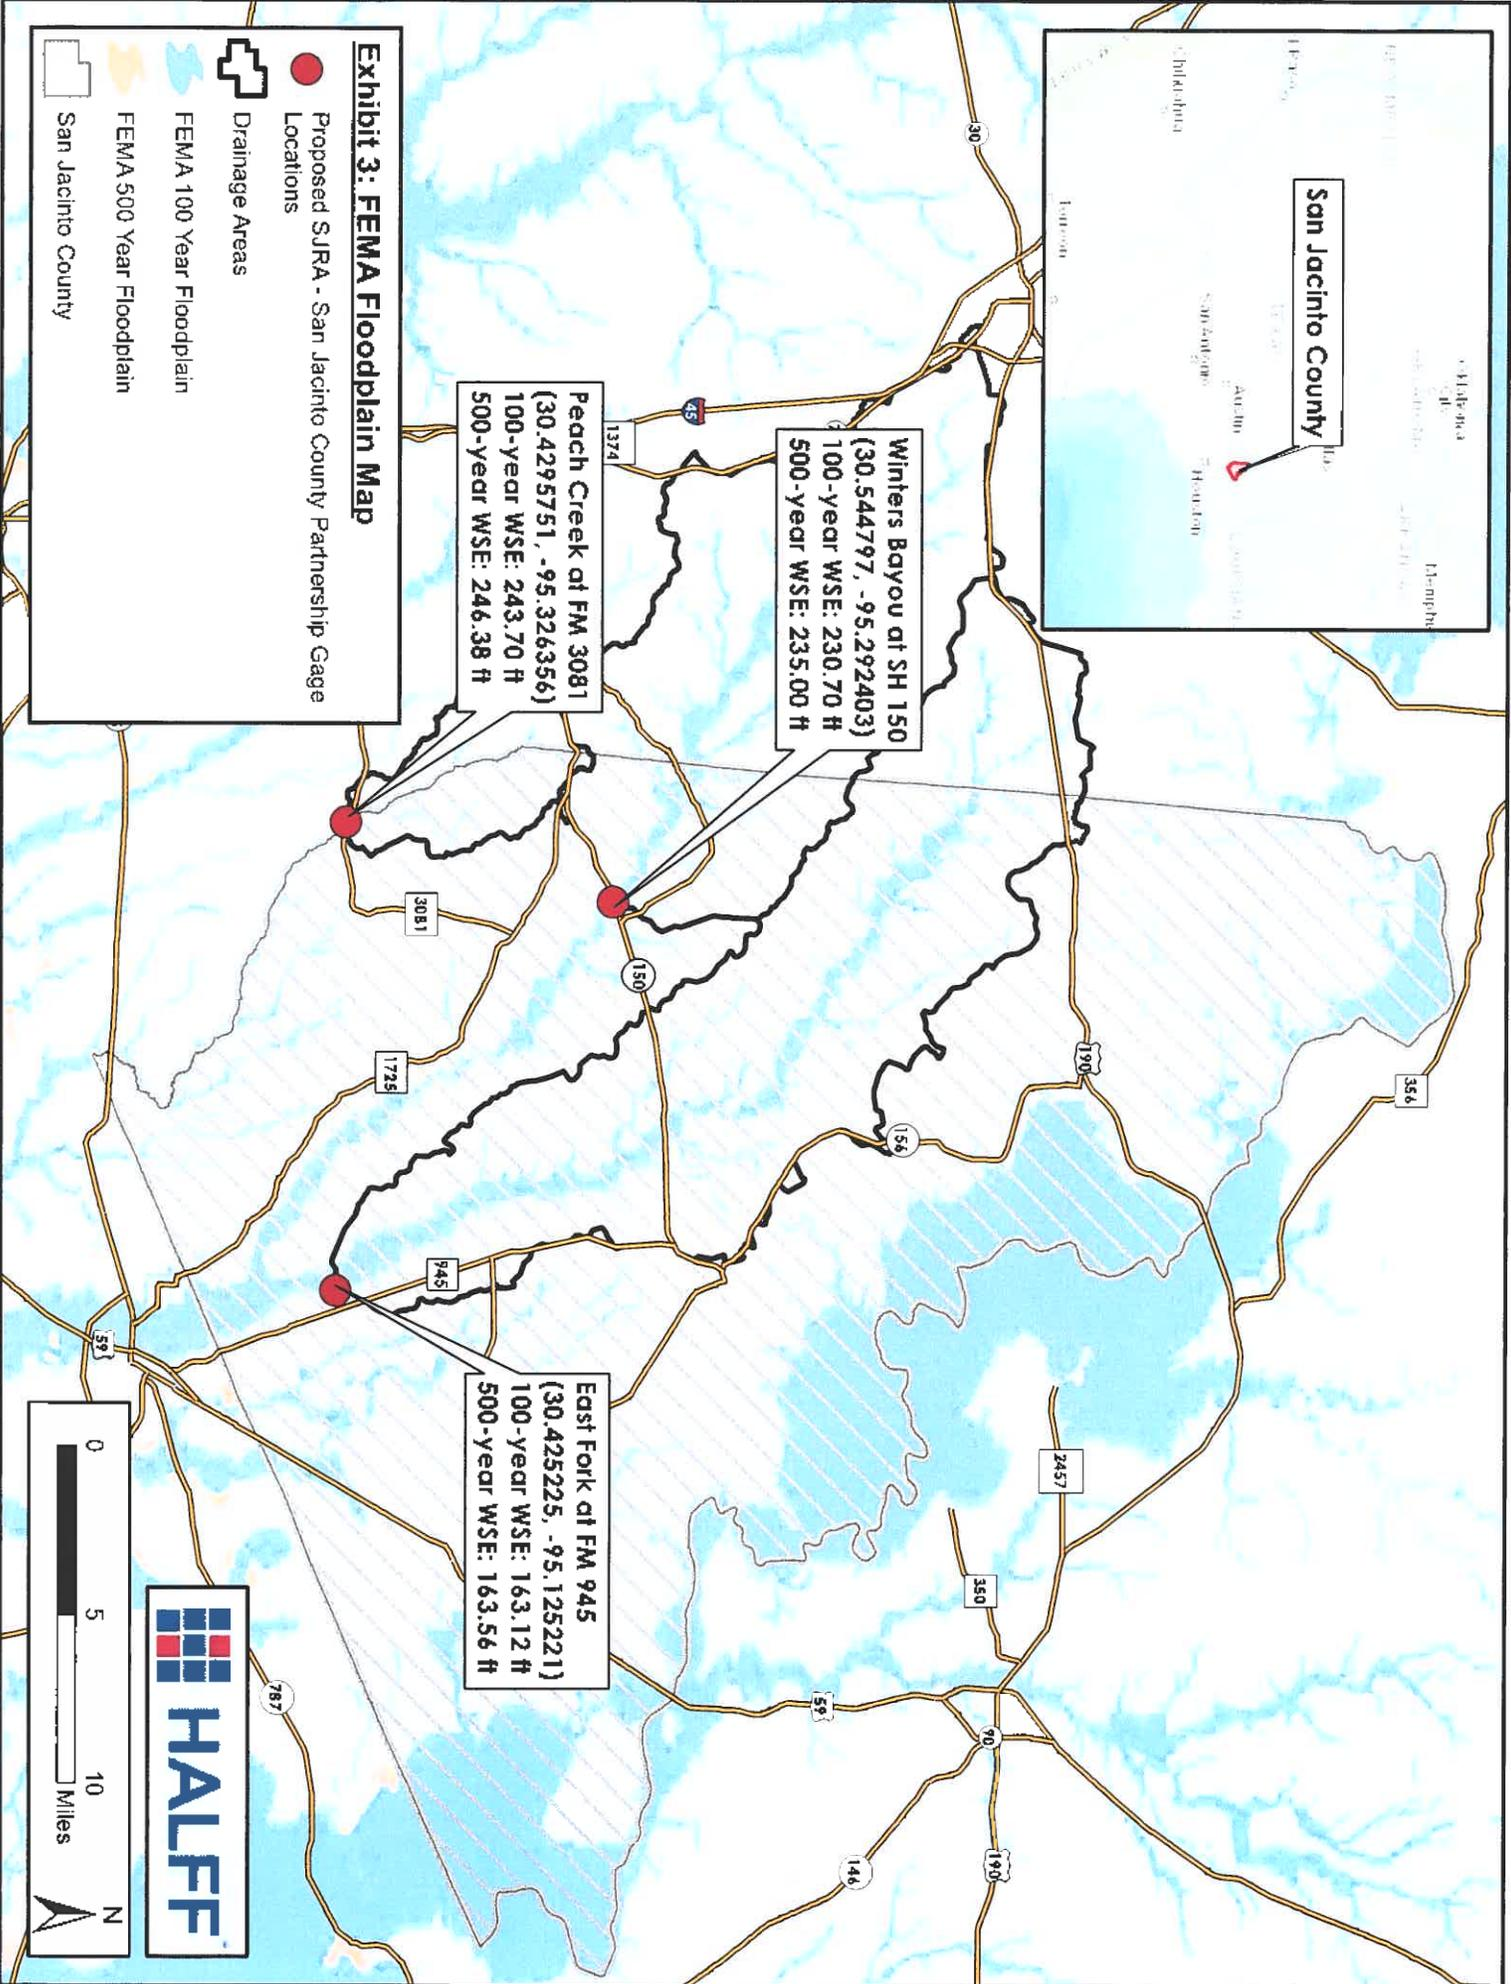 San Jacinto County
Oklahoma
Memphis
Austin
Houston
San Antonio
Chihuahua
Torreon
30
45
1374
190
356
156
150
3081
1725
945
59
2457
350
59
90
190
146
787
Winters Bayou at SH 150
(30.544797, -95.292403)
100-year WSE: 230.70 ft
500-year WSE: 235.00 ft
Peach Creek at FM 3081
(30.4295751, -95.326356)
100-year WSE: 243.70 ft
500-year WSE: 246.38 ft
East Fork at FM 945
(30.425225, -95.125221)
100-year WSE: 163.12 ft
500-year WSE: 163.56 ft
Exhibit 3: FEMA Floodplain Map
Proposed SJRA - San Jacinto County Partnership Gage
Locations
Drainage Areas
FEMA 100 Year Floodplain
FEMA 500 Year Floodplain
San Jacinto County
HALFF
0 5 10
Miles
N